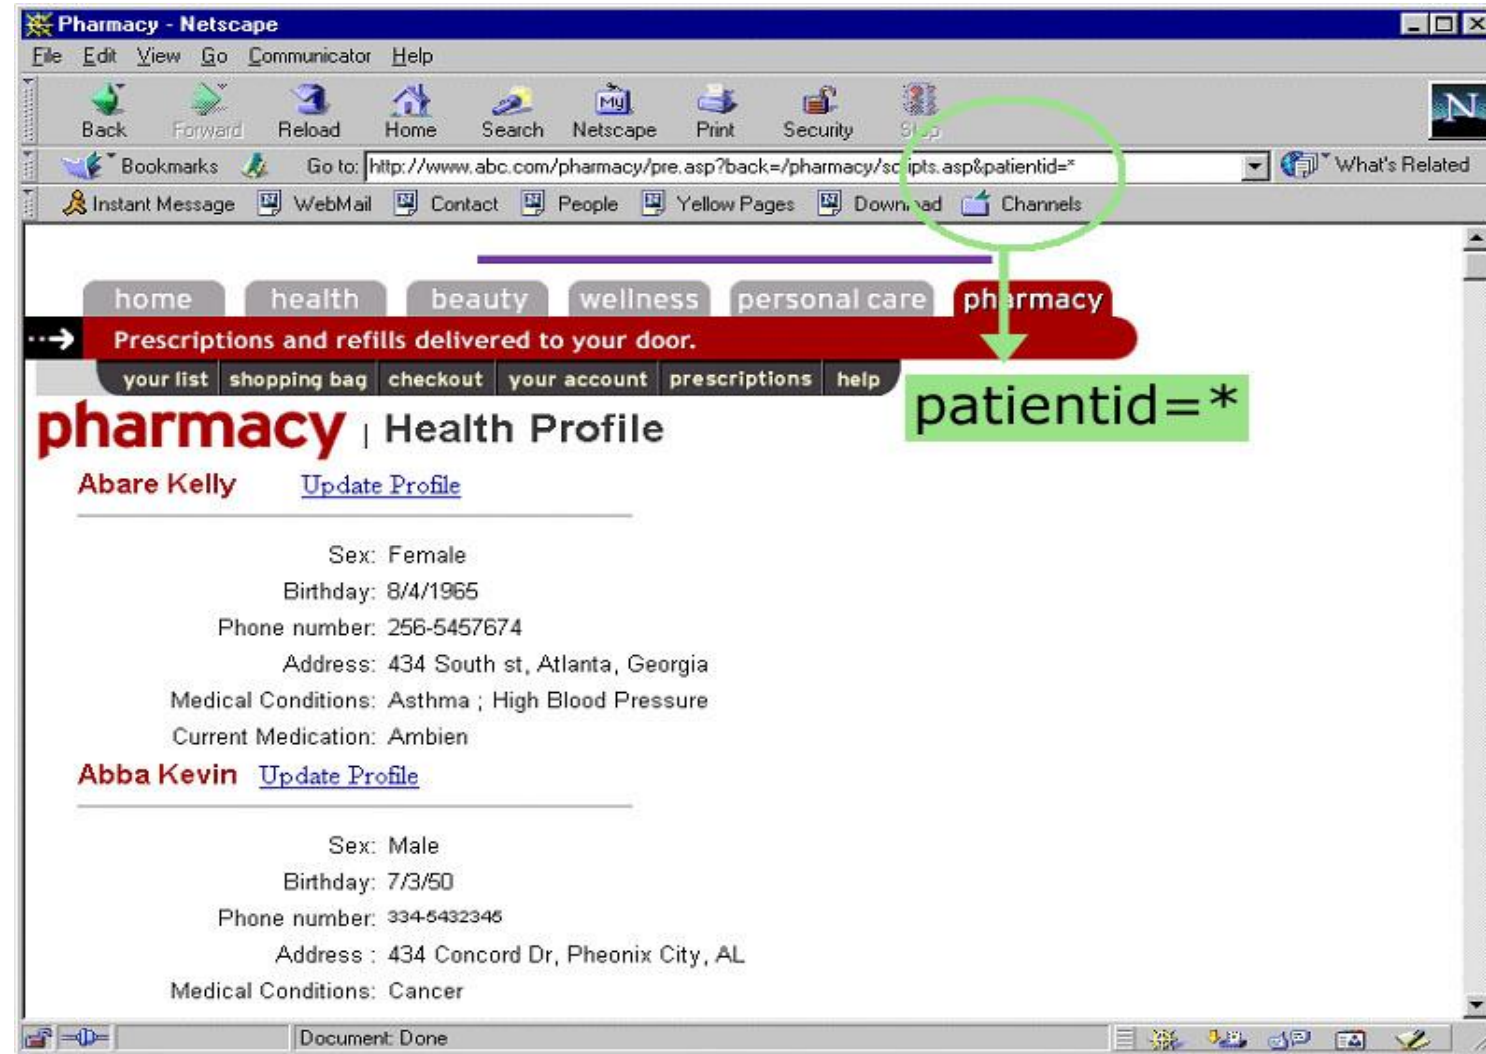 Pharmacy - Netscape
File Edit View Go Communicator Help
Back Forward Reload Home Search Netscape Print Security Stop
My
N
Bookmarks Go to: http://www.abc.com/pharmacy/pre.asp?back=/pharmacy/scripts.asp&patientid=* What's Related
Instant Message WebMail Contact People Yellow Pages Download Channels
home health beauty wellness personal care pharmacy
Prescriptions and refills delivered to your door.
your list shopping bag checkout your account prescriptions help
patientid=*
pharmacy | Health Profile
Abare Kelly Update Profile
Sex: Female
Birthday: 8/4/1965
Phone number: 256-5457674
Address: 434 South st, Atlanta, Georgia
Medical Conditions: Asthma ; High Blood Pressure
Current Medication: Ambien
Abba Kevin Update Profile
Sex: Male
Birthday: 7/3/50
Phone number: 334-5432345
Address : 434 Concord Dr, Pheonix City, AL
Medical Conditions: Cancer
Document: Done